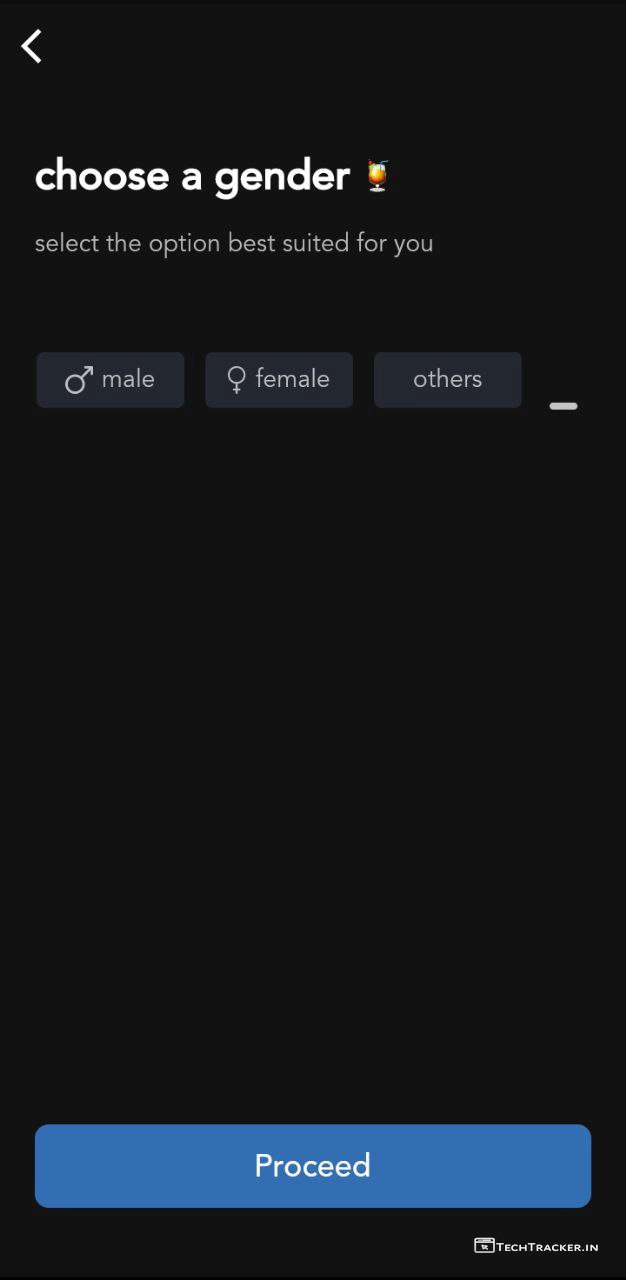 choose a gender 🍹
select the option best suited for you
♂ male
♀ female
others
Proceed
TECHTRACKER.IN